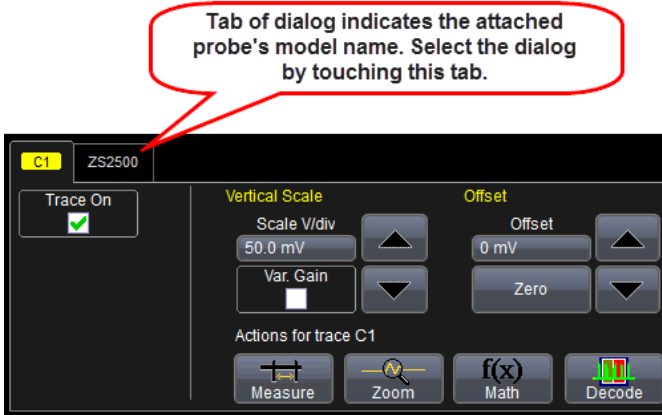 Tab of dialog indicates the attached
probe's model name. Select the dialog
by touching this tab.
C1 ZS2500
Trace On
Vertical Scale Offset
Scale V/div Offset
50.0 mV 0 mV
Var. Gain Zero
Actions for trace C1
f(x)
Measure Zoom Math Decode